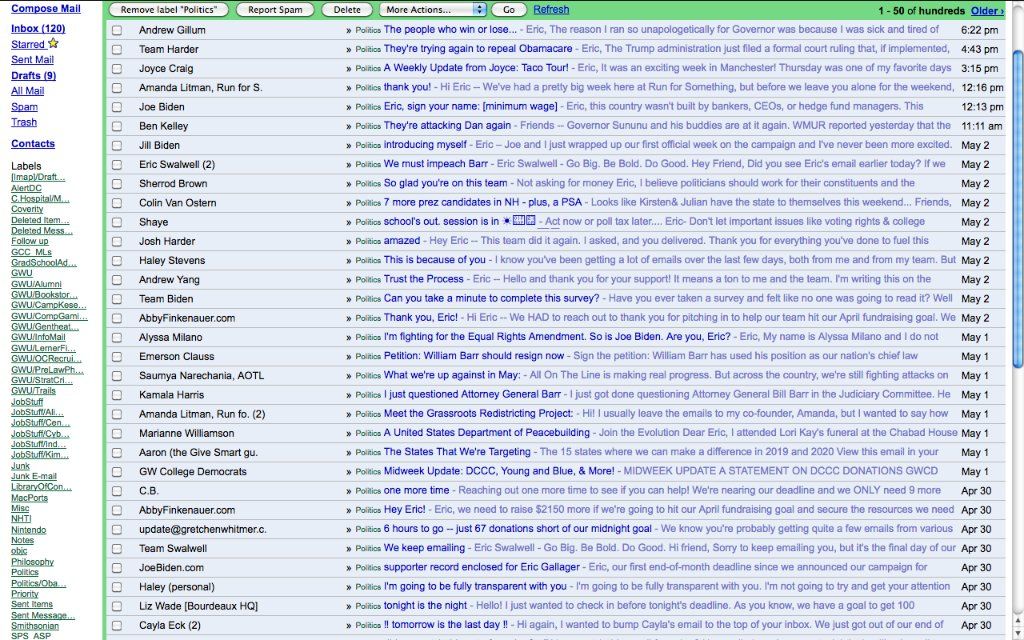 Compose Mail
Inbox (120)
Starred
Sent Mail
Drafts (9)
All Mail
Spam
Trash
Contacts
Labels
[Imap]/Draft...
AlertDC
C.Hospital/M...
Coverity
Deleted Item...
Deleted Mess...
Follow up
GCC_MLs
GradSchoolAd...
GWU
GWU/Alumni
GWU/Bookstor...
GWU/CampKese...
GWU/CompGami...
GWU/Gentheat...
GWU/InfoMail
GWU/LernerFi...
GWU/OCRecrui...
GWU/PreLawPh...
GWU/StratCri...
GWU/Trails
JobStuff
JobStuff/Ali...
JobStuff/Cen...
JobStuff/Cyb...
JobStuff/Ind...
JobStuff/Kim...
Junk
Junk E-mail
LibraryOfCon...
MacPorts
Misc
NHTI
Nintendo
Notes
objc
Philosophy
Politics
Politics/Oba...
Priority
Sent Items
Sent Message...
Smithsonian
SPS_ASP
Remove label "Politics" Report Spam Delete More Actions... Go Refresh 1 - 50 of hundreds Older ›
Andrew Gillum » Politics The people who win or lose... - Eric, The reason I ran so unapologetically for Governor was because I was sick and tired of 6:22 pm
Team Harder » Politics They're trying again to repeal Obamacare - Eric, The Trump administration just filed a formal court ruling that, if implemented, 4:43 pm
Joyce Craig » Politics A Weekly Update from Joyce: Taco Tour! - Eric, It was an exciting week in Manchester! Thursday was one of my favorite days 3:15 pm
Amanda Litman, Run for S. » Politics thank you! - Hi Eric -- We've had a pretty big week here at Run for Something, but before we leave you alone for the weekend, 12:16 pm
Joe Biden » Politics Eric, sign your name: [minimum wage] - Eric, this country wasn't built by bankers, CEOs, or hedge fund managers. This 12:13 pm
Ben Kelley » Politics They're attacking Dan again - Friends -- Governor Sununu and his buddies are at it again. WMUR reported yesterday that the 11:11 am
Jill Biden » Politics introducing myself - Eric – Joe and I just wrapped up our first official week on the campaign and I've never been more excited. May 2
Eric Swalwell (2) » Politics We must impeach Barr - Eric Swalwell - Go Big. Be Bold. Do Good. Hey Friend, Did you see Eric's email earlier today? If we May 2
Sherrod Brown » Politics So glad you're on this team - Not asking for money Eric, I believe politicians should work for their constituents and the May 2
Colin Van Ostern » Politics 7 more prez candidates in NH - plus, a PSA - Looks like Kirsten& Julian have the state to themselves this weekend... Friends, May 2
Shaye » Politics school's out. session is in ☀ - Act now or poll tax later.... Eric- Don't let important issues like voting rights & college May 2
Josh Harder » Politics amazed - Hey Eric -- This team did it again. I asked, and you delivered. Thank you for everything you've done to fuel this May 2
Haley Stevens » Politics This is because of you - I know you've been getting a lot of emails over the last few days, both from me and from my team. But May 2
Andrew Yang » Politics Trust the Process - Eric -- Hello and thank you for your support! It means a ton to me and the team. I'm writing this on the May 2
Team Biden » Politics Can you take a minute to complete this survey? - Have you ever taken a survey and felt like no one was going to read it? Well May 2
AbbyFinkenauer.com » Politics Thank you, Eric! - Hi Eric -- We HAD to reach out to thank you for pitching in to help our team hit our April fundraising goal. We May 2
Alyssa Milano » Politics I'm fighting for the Equal Rights Amendment. So is Joe Biden. Are you, Eric? - Eric, My name is Alyssa Milano and I do not May 1
Emerson Clauss » Politics Petition: William Barr should resign now - Sign the petition: William Barr has used his position as our nation's chief law May 1
Saumya Narechania, AOTL » Politics What we're up against in May: - All On The Line is making real progress. But across the country, we're still fighting attacks on May 1
Kamala Harris » Politics I just questioned Attorney General Barr - I just got done questioning Attorney General Bill Barr in the Judiciary Committee. He May 1
Amanda Litman, Run fo. (2) » Politics Meet the Grassroots Redistricting Project: - Hi! I usually leave the emails to my co-founder, Amanda, but I wanted to say how May 1
Marianne Williamson » Politics A United States Department of Peacebuilding - Join the Evolution Dear Eric, I attended Lori Kay's funeral at the Chabad House May 1
Aaron (the Give Smart gu. » Politics The States That We're Targeting - The 15 states where we can make a difference in 2019 and 2020 View this email in your May 1
GW College Democrats » Politics Midweek Update: DCCC, Young and Blue, & More! - MIDWEEK UPDATE A STATEMENT ON DCCC DONATIONS GWCD May 1
C.B. » Politics one more time - Reaching out one more time to see if you can help! We're nearing our deadline and we ONLY need 9 more Apr 30
AbbyFinkenauer.com » Politics Hey Eric! - Eric, we need to raise $2150 more if we're going to hit our April fundraising goal and secure the resources we need Apr 30
update@gretchenwhitmer.c. » Politics 6 hours to go -- just 67 donations short of our midnight goal - We know you're probably getting quite a few emails from various Apr 30
Team Swalwell » Politics We keep emailing - Eric Swalwell - Go Big. Be Bold. Do Good. Hi friend, Sorry to keep emailing you, but it's the final day of our Apr 30
JoeBiden.com » Politics supporter record enclosed for Eric Gallager - Eric, our first end-of-month deadline since we announced our campaign for Apr 30
Haley (personal) » Politics I'm going to be fully transparent with you - I'm going to be fully transparent with you. I'm not going to try and get your attention Apr 30
Liz Wade [Bourdeaux HQ] » Politics tonight is the night - Hello! I just wanted to check in before tonight's deadline. As you know, we have a goal to get 100 Apr 30
Cayla Eck (2) » Politics ‼ tomorrow is the last day ‼ - Hi again, I wanted to bump Cayla's email to the top of your inbox. We just got out of our end of Apr 30